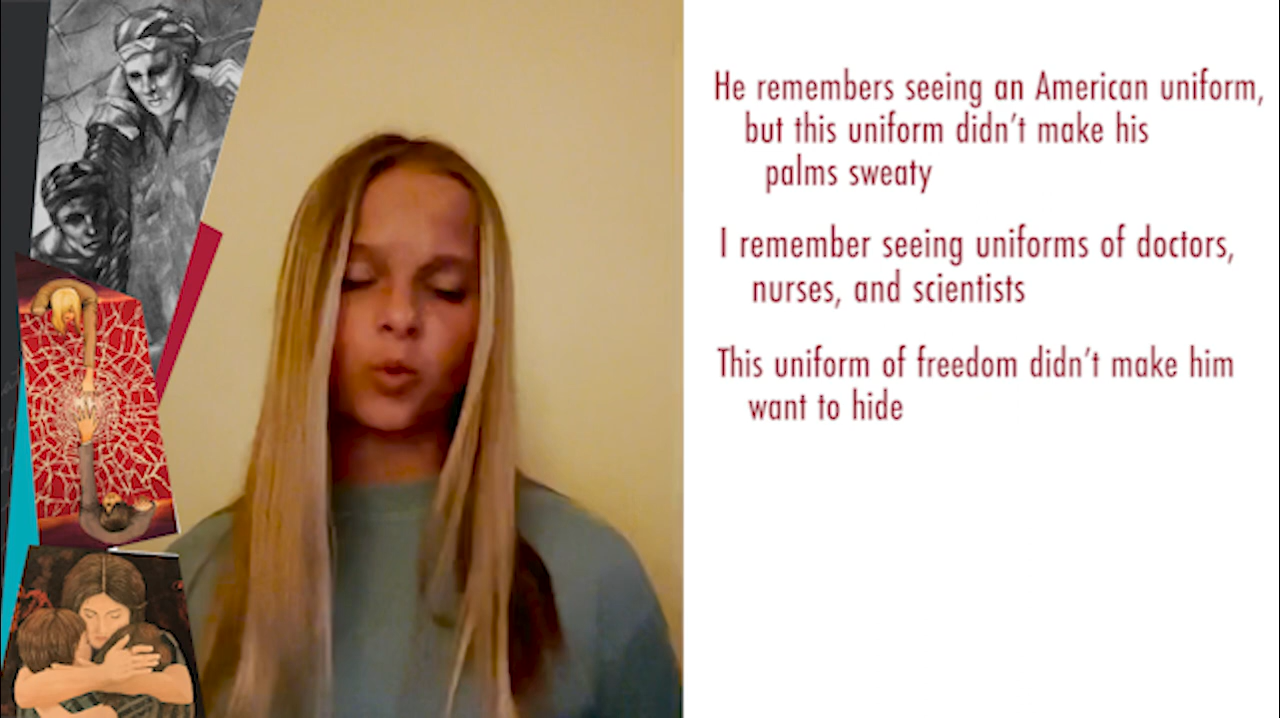 He remembers seeing an American uniform,
but this uniform didn't make his
palms sweaty
I remember seeing uniforms of doctors,
nurses, and scientists
This uniform of freedom didn't make him
want to hide